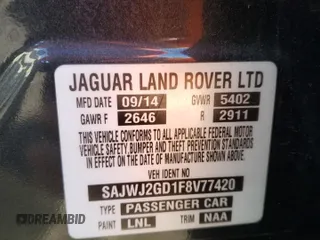 JAGUAR LAND ROVER LTD
MFD DATE 09/14 GVWR 5402
GAWR F 2646 R 2911
THIS VEHICLE CONFORMS TO ALL FEDERAL MOTOR
VEHICLE SAFETY, BUMPER AND THEFT PREVENTION
STANDARDS IN EFFECT ON THE DATE
OF MANUFACTURE SHOWN ABOVE
VEH IDENT NO
SAJWJ2GD1F8V77420
TYPE PASSENGER CAR
PAINT LNL TRIM NAA
DREAMBID